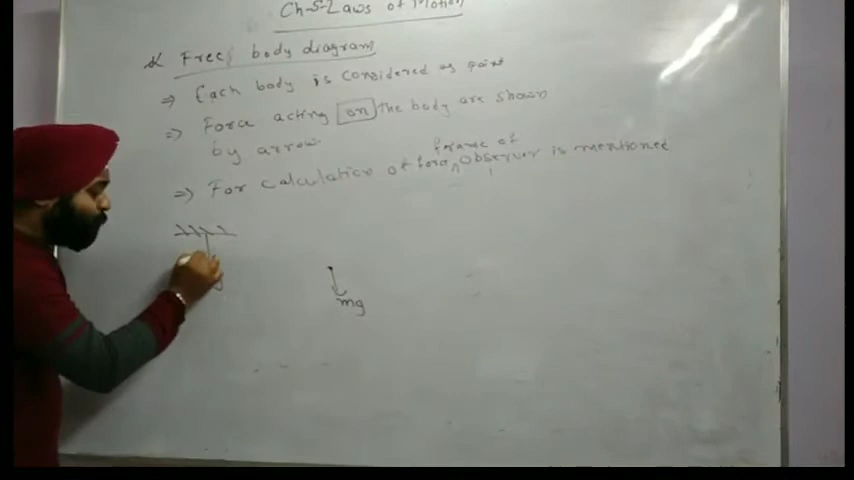 Ch-5-Laws of Motion
* Free body diagram
⇒ Each body is considered as point
⇒ Force acting on the body are shown
by arrow.
frame of
⇒ For calculation of force, Observer is mentioned
mg